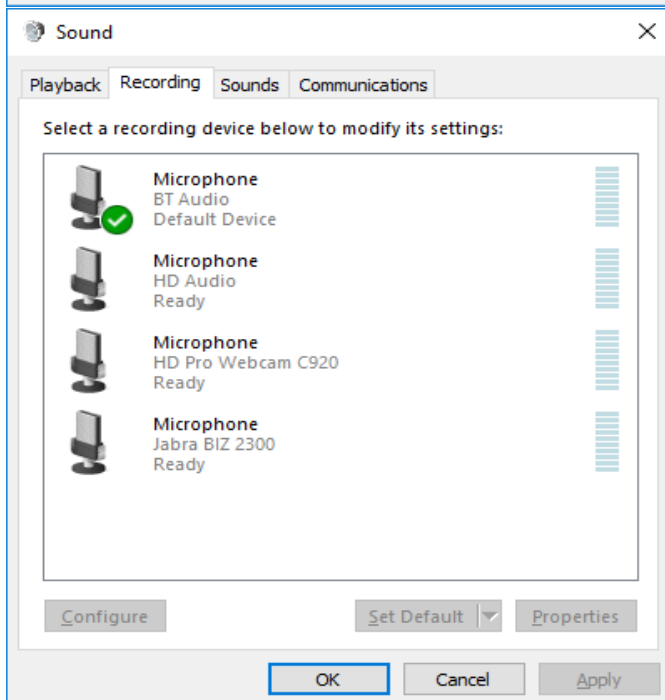 Sound
Playback Recording Sounds Communications
Select a recording device below to modify its settings:
Microphone
BT Audio
Default Device
Microphone
HD Audio
Ready
Microphone
HD Pro Webcam C920
Ready
Microphone
Jabra BIZ 2300
Ready
Configure Set Default Properties
OK Cancel Apply